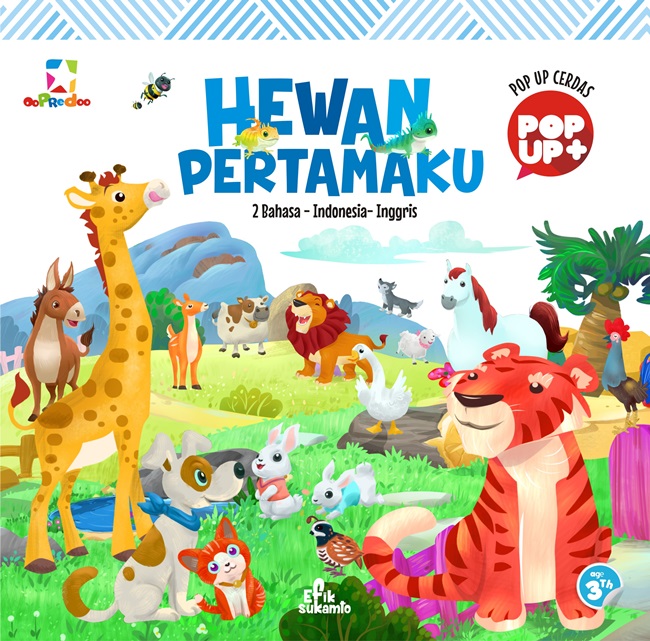 OoPRedoo
HEWAN
PERTAMAKU
2 Bahasa - Indonesia- Inggris
POP UP CERDAS
POP
UP+
Efik
sukamto
age
3Th